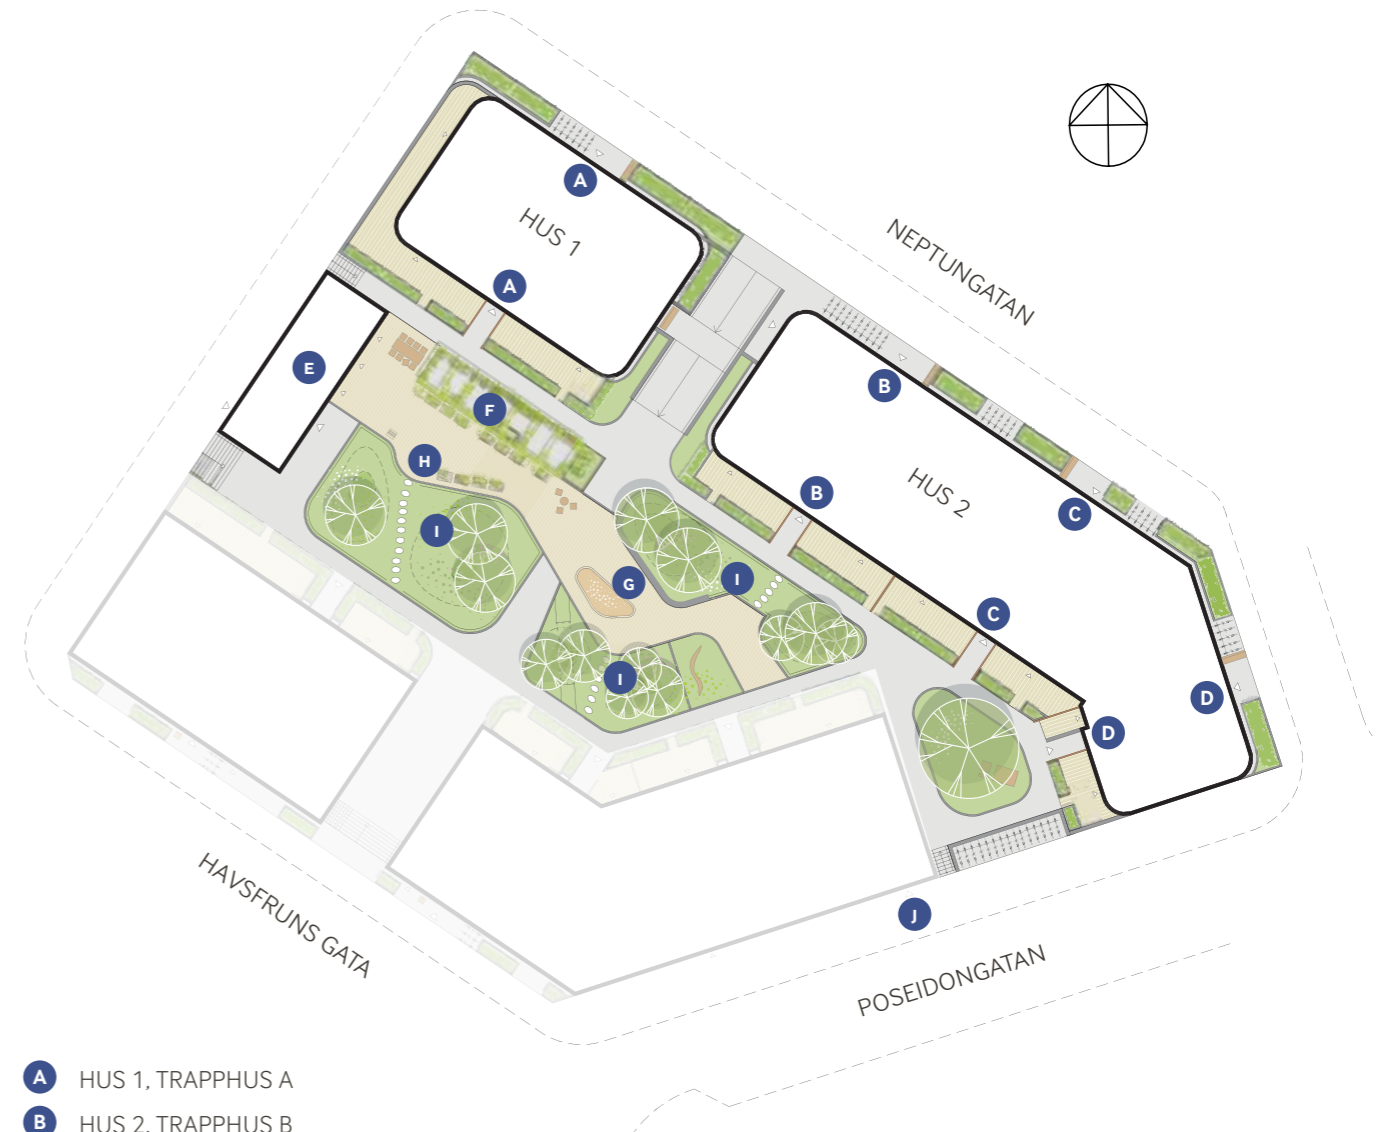 A
HUS 1
A
NEPTUNGATAN
E
B
F
H
B
HUS 2
C
I
G
I
C
I
D
D
J
HAVSFRUNS GATA
POSEIDONGATAN
A HUS 1, TRAPPHUS A
B HUS 2, TRAPPHUS B